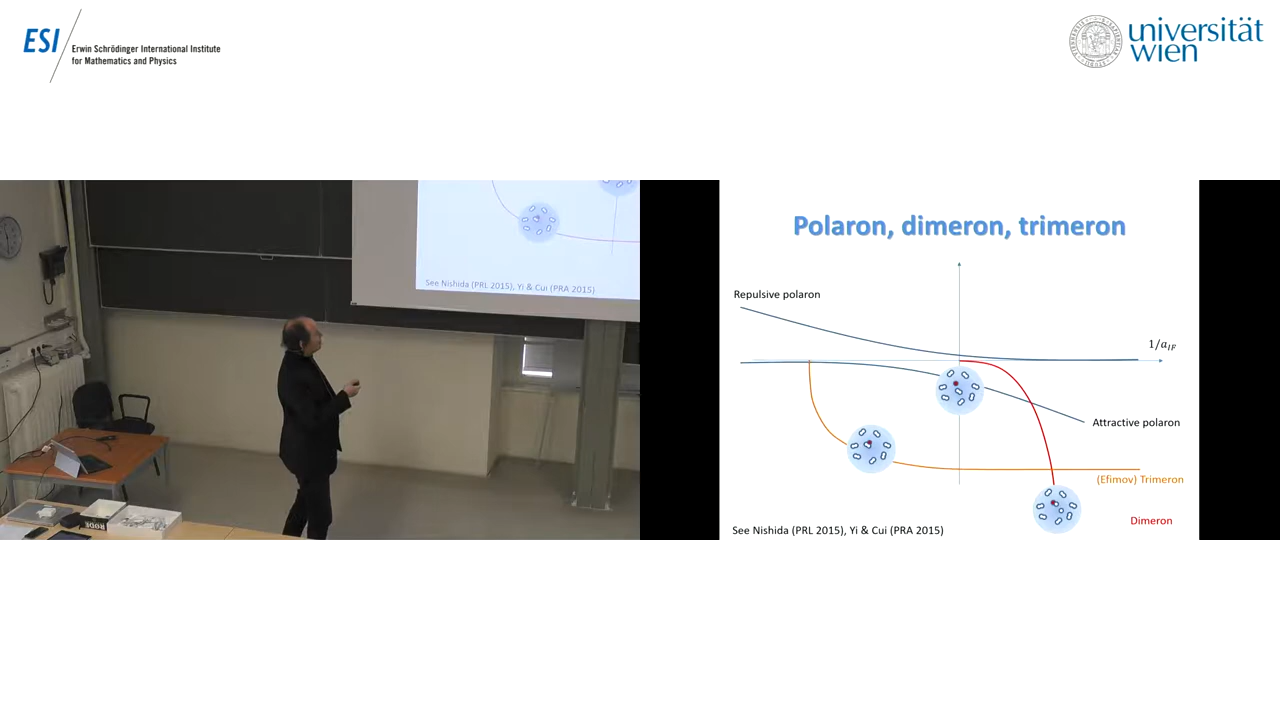 ESI
Erwin Schrödinger International Institute
for Mathematics and Physics
universität
wien
See Nishida (PRL 2015), Yi & Cui (PRA 2015)
RODE
Polaron, dimeron, trimeron
Repulsive polaron
1/a_IF
Attractive polaron
(Efimov) Trimeron
Dimeron
See Nishida (PRL 2015), Yi & Cui (PRA 2015)